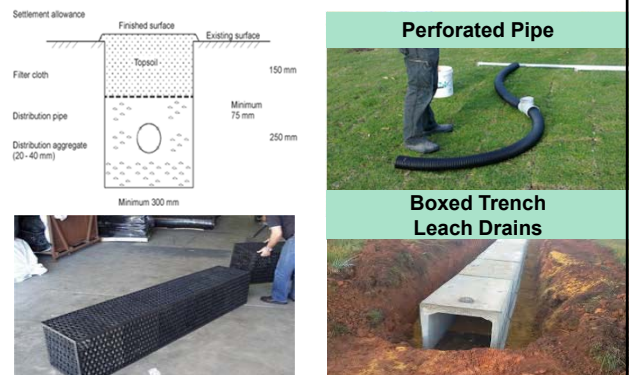 Settlement allowance
Finished surface
Existing surface
Topsoil
Filter cloth
150 mm
Minimum
75 mm
Distribution pipe
250 mm
Distribution aggregate
(20 - 40 mm)
Minimum 300 mm
Perforated Pipe
Boxed Trench
Leach Drains